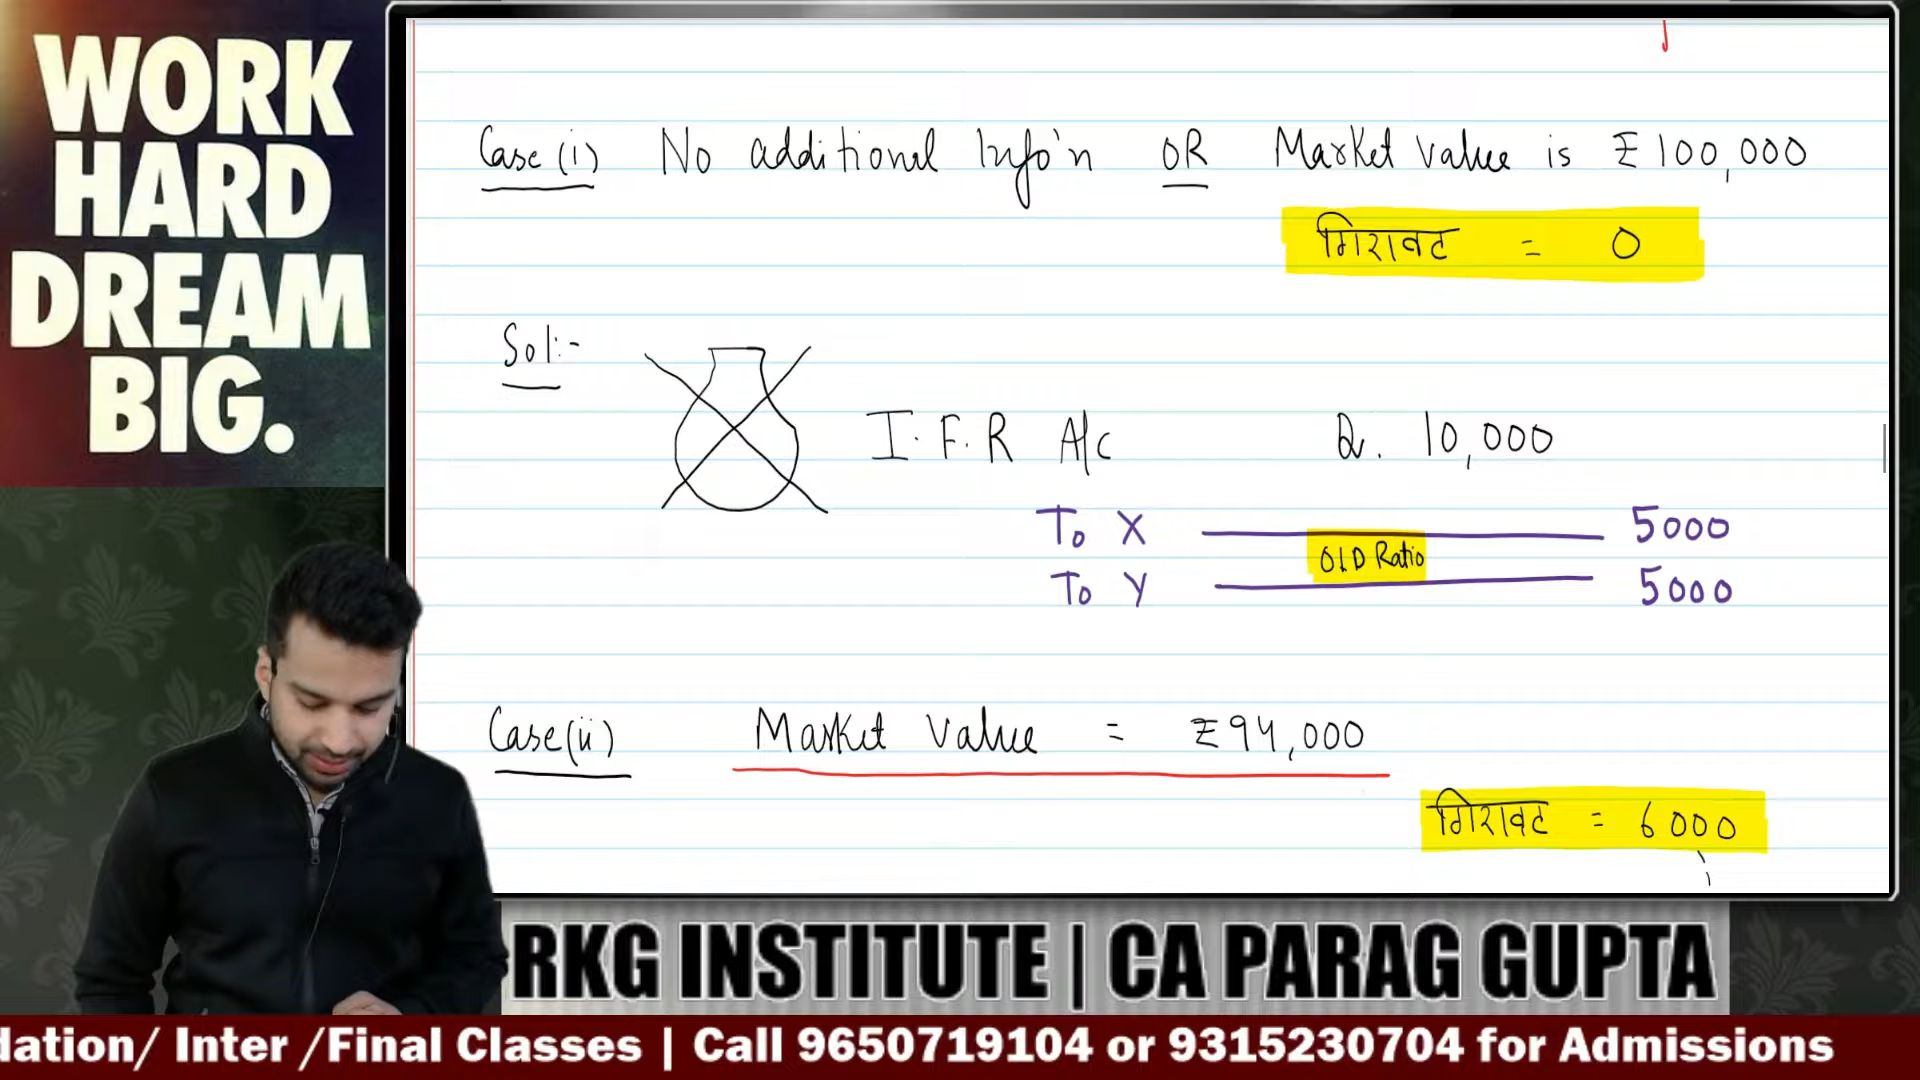 WORK
HARD
DREAM
BIG.
Case (i) No additional Info'n OR Market value is ₹ 100,000
गिरावट = 0
Sol:-
I.F.R A/c Dr. 10,000
To X 5000
OLD Ratio
To Y 5000
Case (ii) Market Value = ₹94,000
गिरावट = 6000
RKG INSTITUTE | CA PARAG GUPTA
dation/ Inter /Final Classes | Call 9650719104 or 9315230704 for Admissions